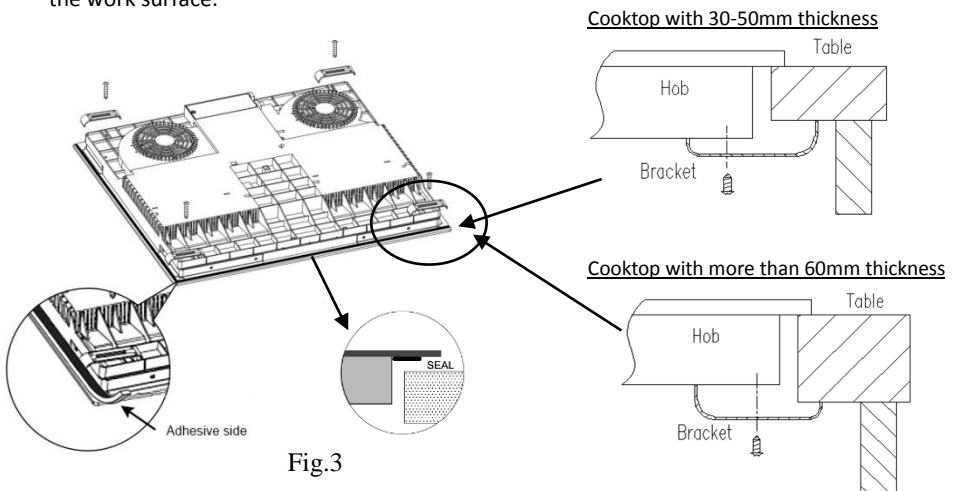 the work surface.
Cooktop with 30-50mm thickness
Table
Hob
Bracket
SEAL
Adhesive side
Fig.3
Cooktop with more than 60mm thickness
Table
Hob
Bracket